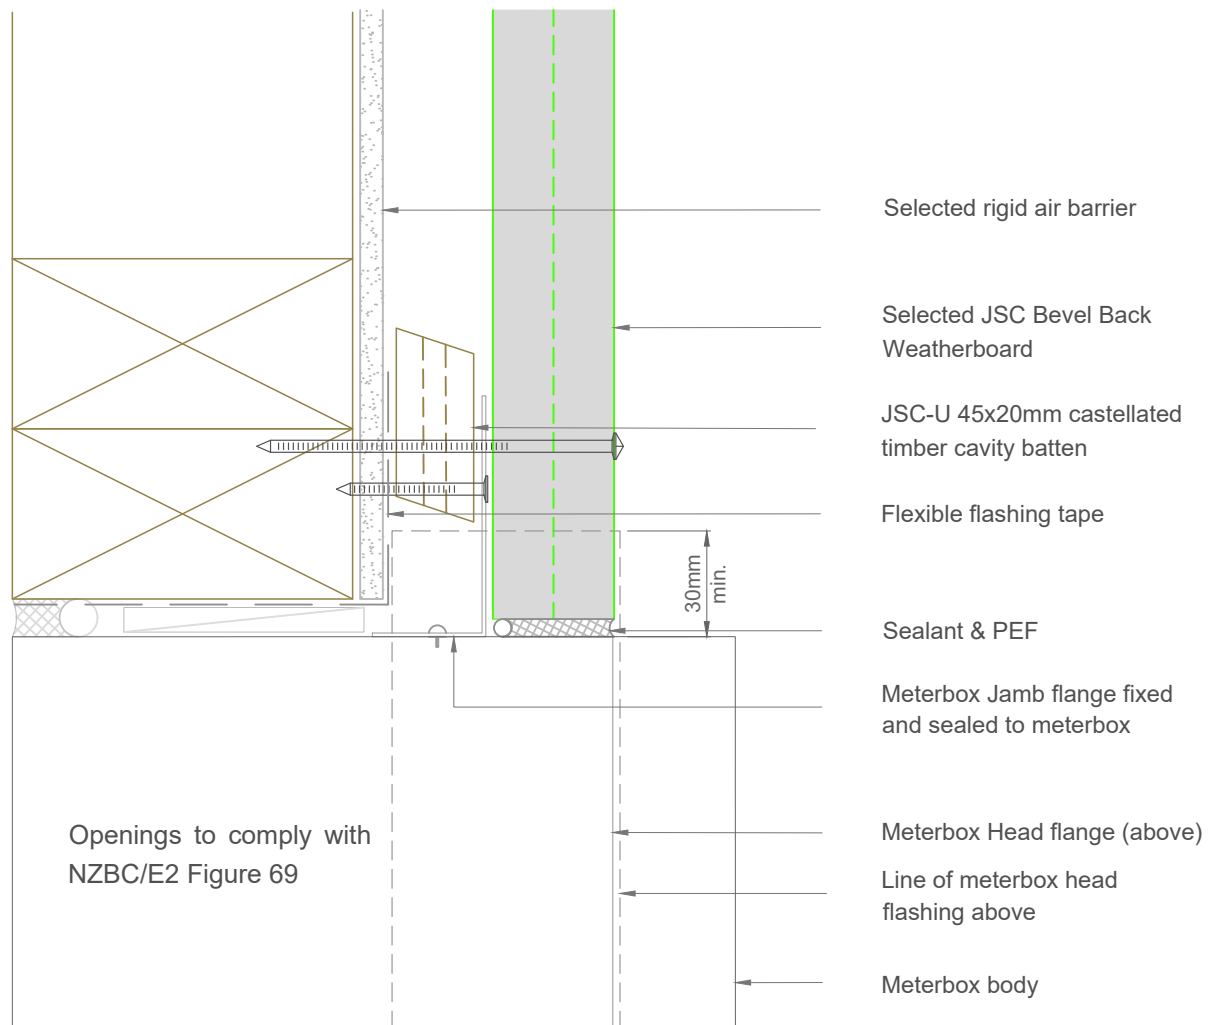 Selected rigid air barrier
Selected JSC Bevel Back
Weatherboard
JSC-U 45x20mm castellated
timber cavity batten
Flexible flashing tape
30mm
min.
Sealant & PEF
Meterbox Jamb flange fixed
and sealed to meterbox
Openings to comply with
NZBC/E2 Figure 69
Meterbox Head flange (above)
Line of meterbox head
flashing above
Meterbox body